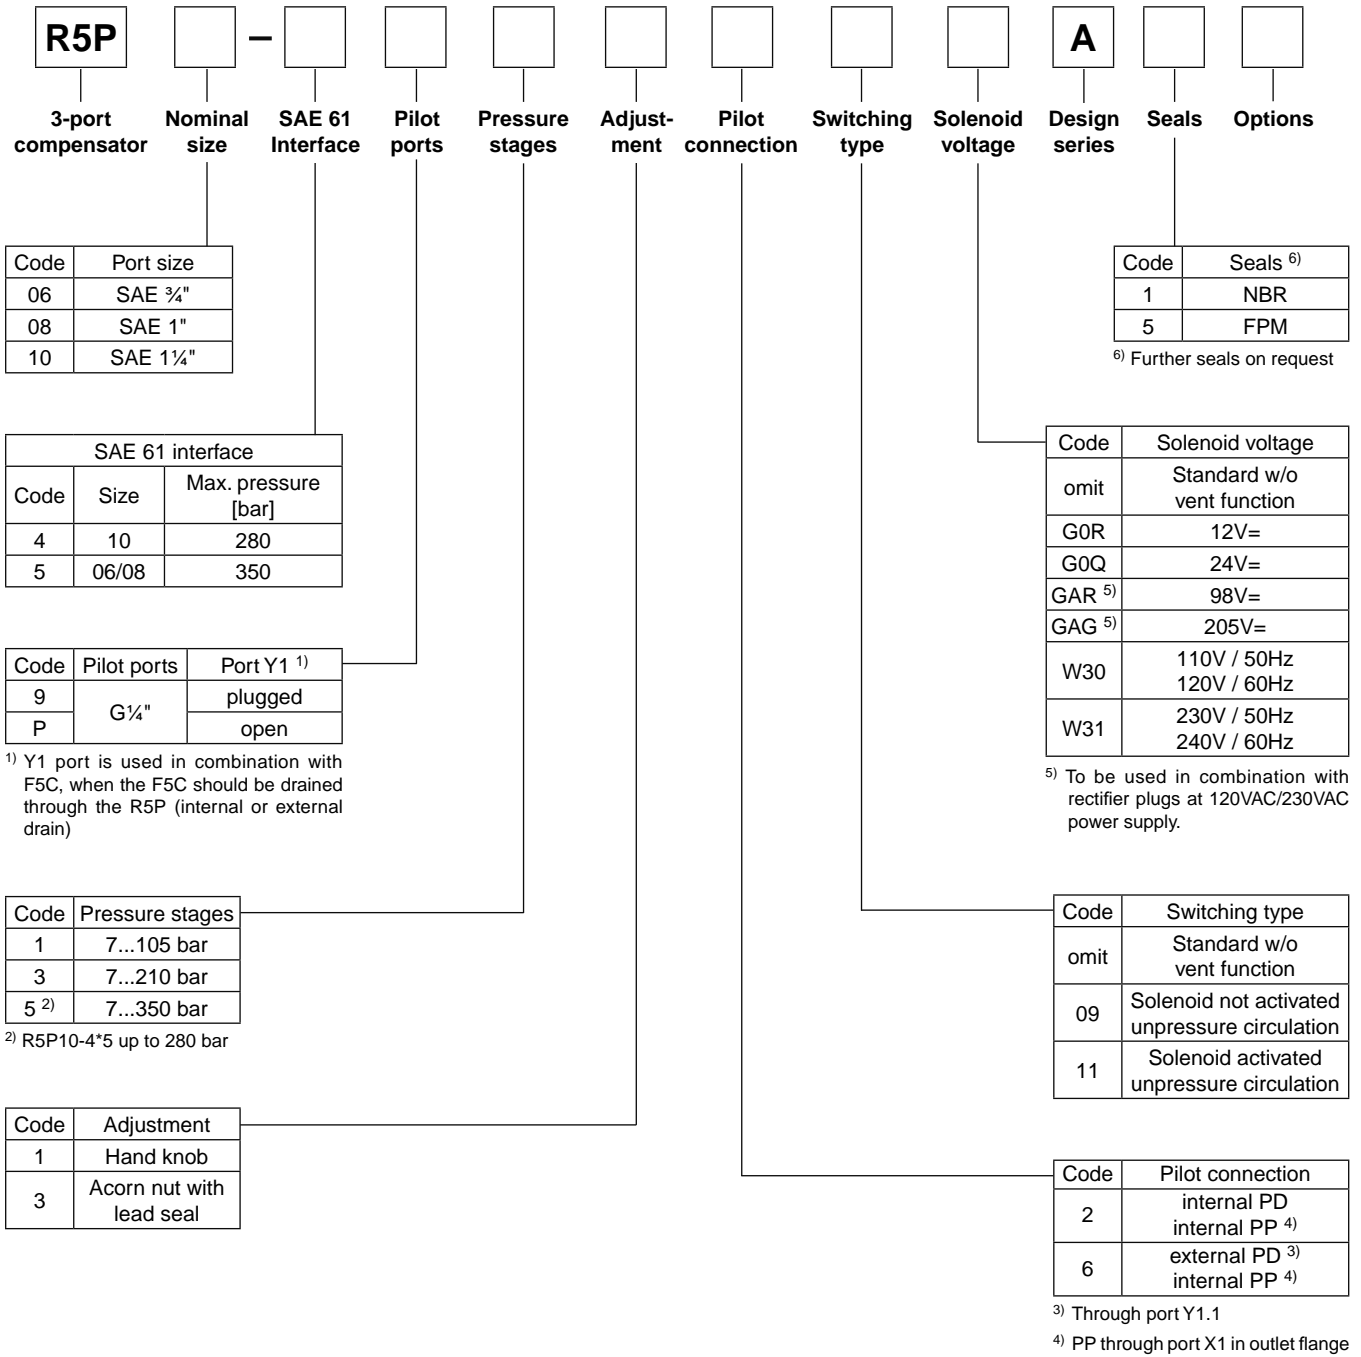 R5P – A
3-port compensator
Nominal size
SAE 61 Interface
Pilot ports
Pressure stages
Adjust-ment
Pilot connection
Switching type
Solenoid voltage
Design series
Seals
Options
Code Port size
06 SAE ¾"
08 SAE 1"
10 SAE 1¼"
SAE 61 interface
Code Size Max. pressure [bar]
4 10 280
5 06/08 350
Code Pilot ports Port Y1 1)
9 G¼" plugged
P open
1) Y1 port is used in combination with
F5C, when the F5C should be drained
through the R5P (internal or external
drain)
Code Pressure stages
1 7...105 bar
3 7...210 bar
5 2) 7...350 bar
2) R5P10-4*5 up to 280 bar
Code Adjustment
1 Hand knob
3 Acorn nut with
lead seal
Code Seals 6)
1 NBR
5 FPM
6) Further seals on request
Code Solenoid voltage
omit Standard w/o
vent function
G0R 12V=
G0Q 24V=
GAR 5) 98V=
GAG 5) 205V=
W30 110V / 50Hz
120V / 60Hz
W31 230V / 50Hz
240V / 60Hz
5) To be used in combination with
rectifier plugs at 120VAC/230VAC
power supply.
Code Switching type
omit Standard w/o
vent function
09 Solenoid not activated
unpressure circulation
11 Solenoid activated
unpressure circulation
Code Pilot connection
2 internal PD
internal PP 4)
6 external PD 3)
internal PP 4)
3) Through port Y1.1
4) PP through port X1 in outlet flange